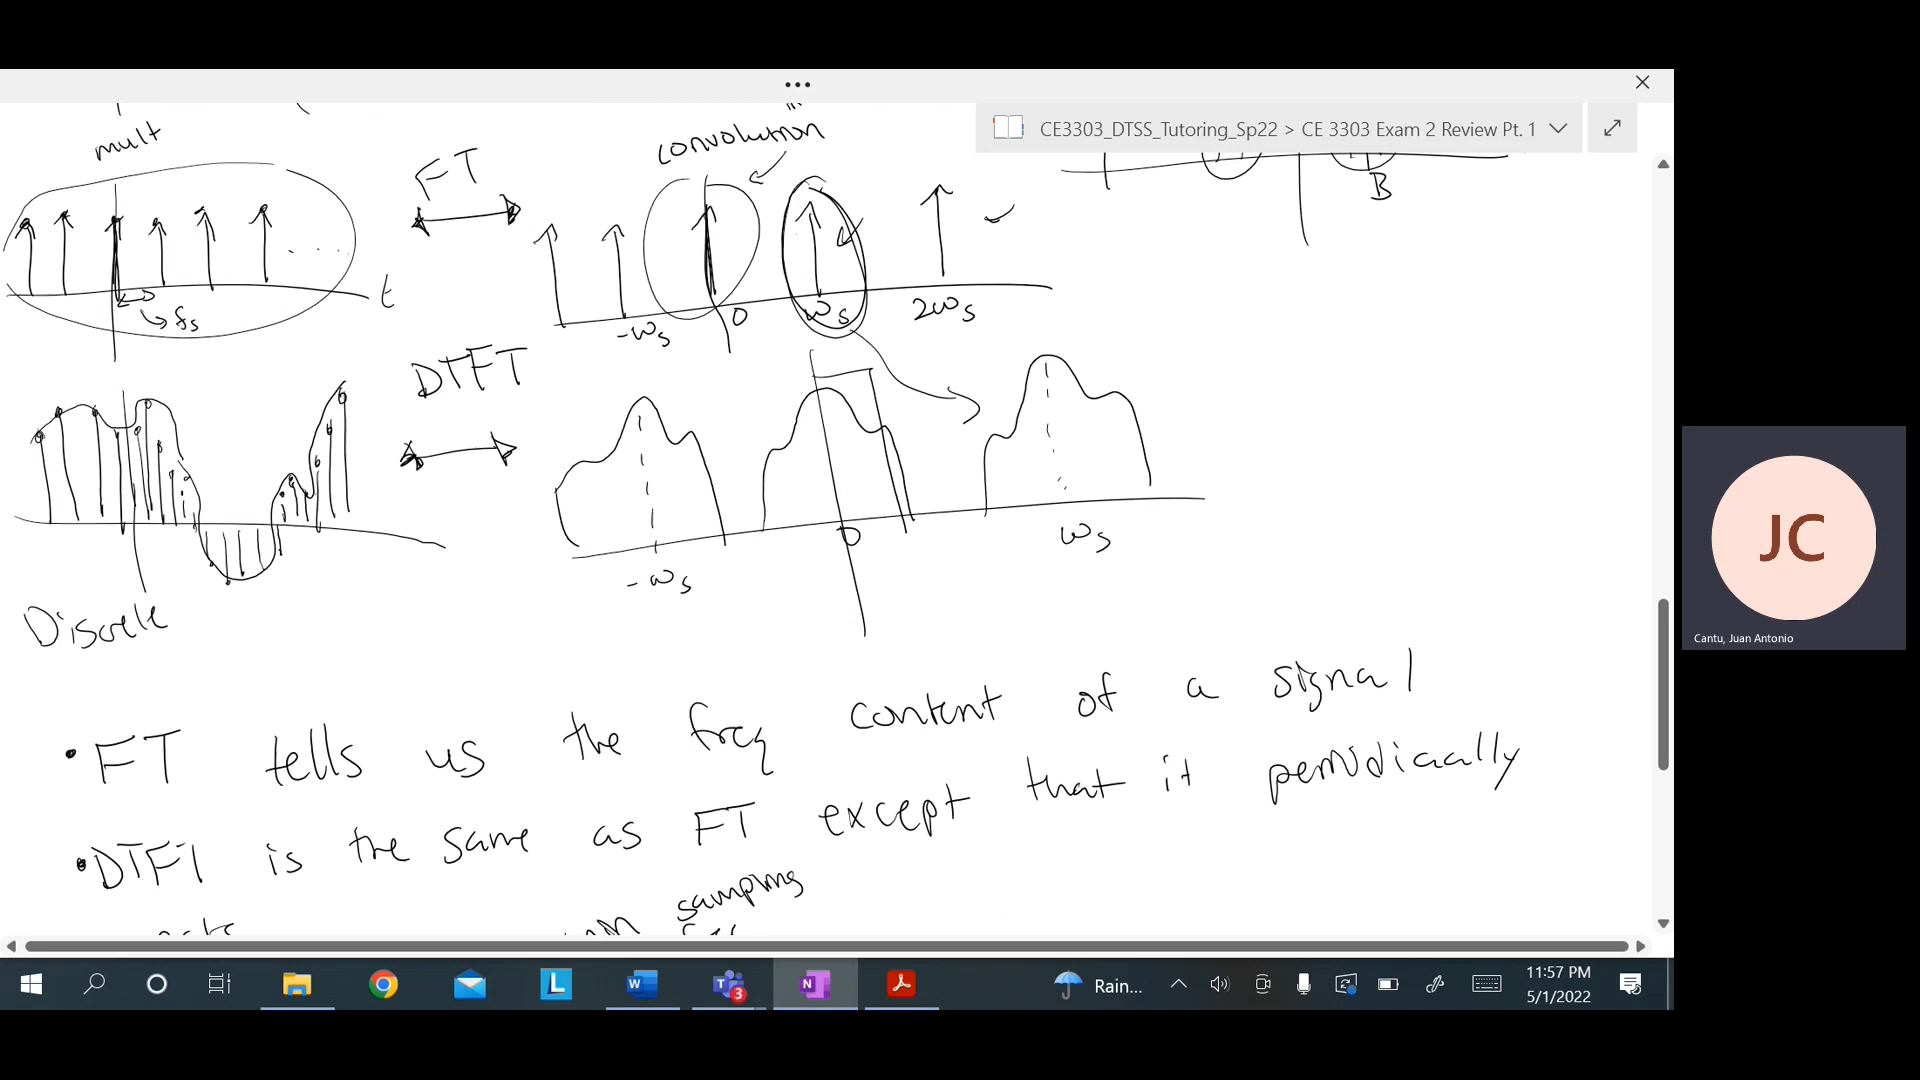 CE3303_DTSS_Tutoring_Sp22 > CE 3303 Exam 2 Review Pt. 1
mult
FT
convolution
B
t
fs
-ωs
0
ωs
2ωs
DTFT
-ωs
0
ωs
Discrete
• FT tells us the freq content of a signal
• DTFT is the same as FT except that it periodically
sampling
JC
Cantu, Juan Antonio
3
Rain...
11:57 PM
5/1/2022